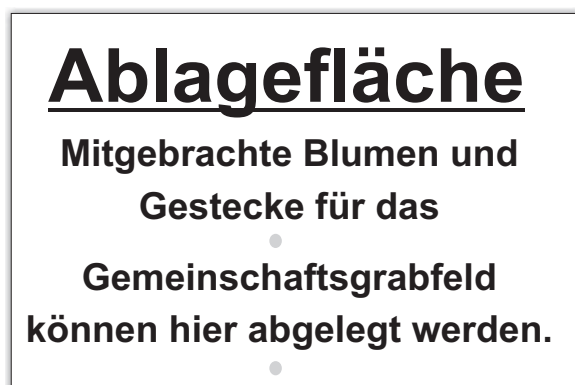 Ablagefläche
Mitgebrachte Blumen und
Gestecke für das
Gemeinschaftsgrabfeld
können hier abgelegt werden.